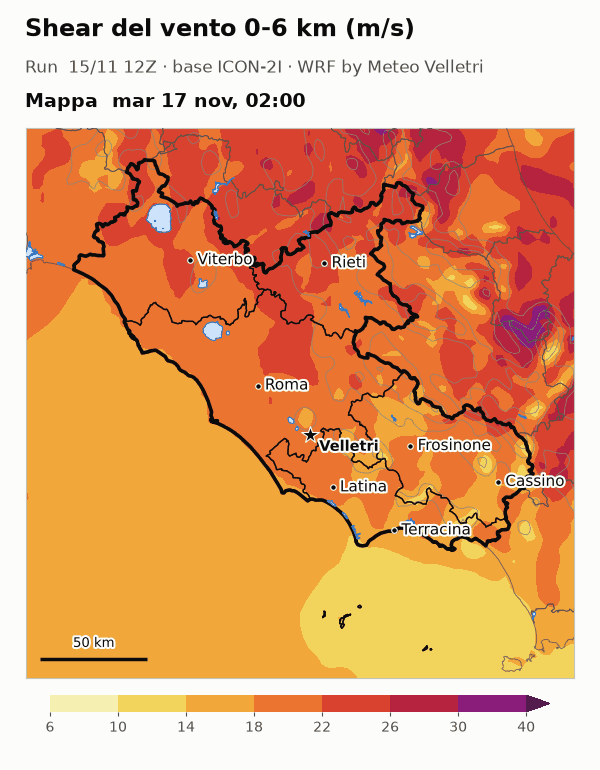 Shear del vento 0-6 km (m/s)
Run  15/11 12Z · base ICON-2I · WRF by Meteo Velletri
Mappa  mar 17 nov, 02:00
Viterbo
Rieti
Roma
Velletri
Frosinone
Cassino
Latina
Terracina
50 km
6 10 14 18 22 26 30 40